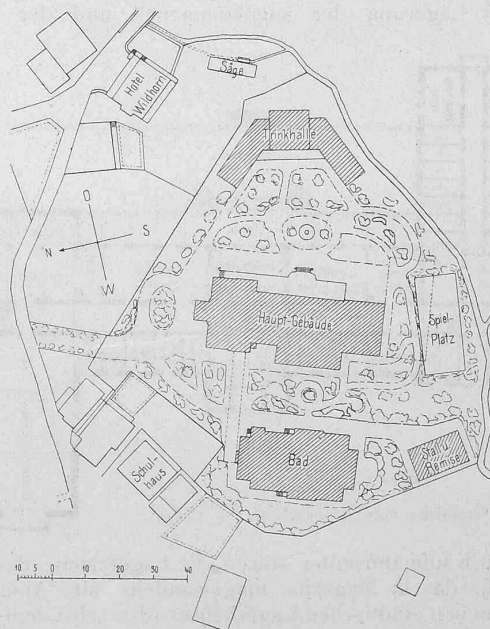 Säge
Hotel
Wildhorn
Trinkhalle
O
N
S
W
Haupt-Gebäude
Spiel-
Platz
Schul-
haus
Bad
Stall u.
Remise
10 5 0 10 20 30 40